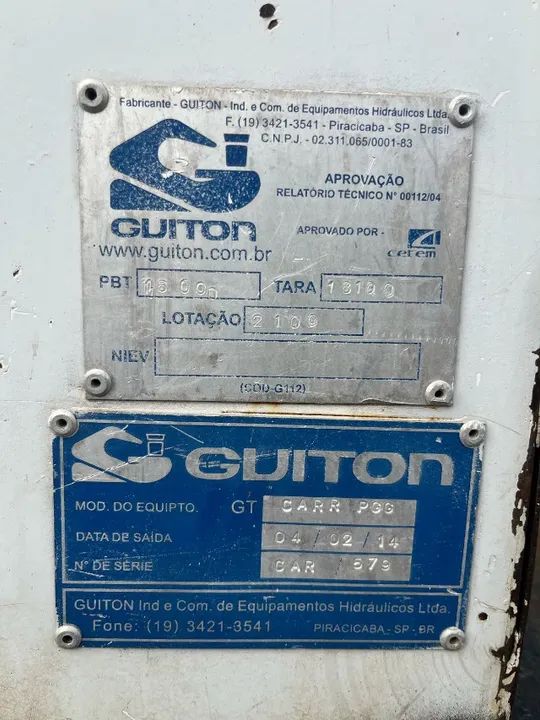 Fabricante - GUITON - Ind. e Com. de Equipamentos Hidráulicos Ltda.
F. (19) 3421-3541 - Piracicaba - SP - Brasil
C.N.P.J. - 02.311.065/0001-83
GUITON
www.guiton.com.br
APROVAÇÃO
RELATÓRIO TÉCNICO Nº 00112/04
APROVADO POR - cerem
PBT TARA
LOTAÇÃO 2109
NIEV
(CDD-G112)
GUITON
MOD. DO EQUIPTO. GT CARR PGG
DATA DE SAÍDA 04/02/14
Nº DE SÉRIE CAR/679
GUITON Ind e Com. de Equipamentos Hidráulicos Ltda.
Fone: (19) 3421-3541 PIRACICABA - SP - BR